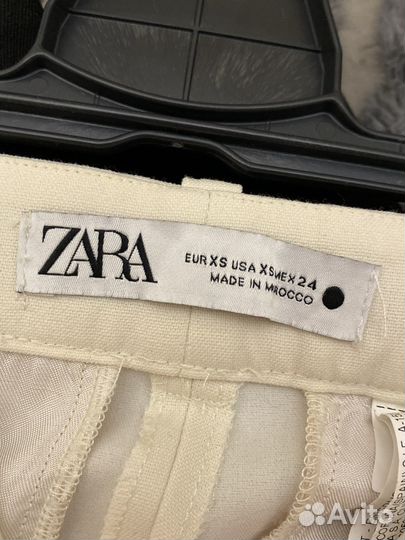 ZARA
EUR XS USA XS MEX 24
MADE IN MOROCCO
Avito